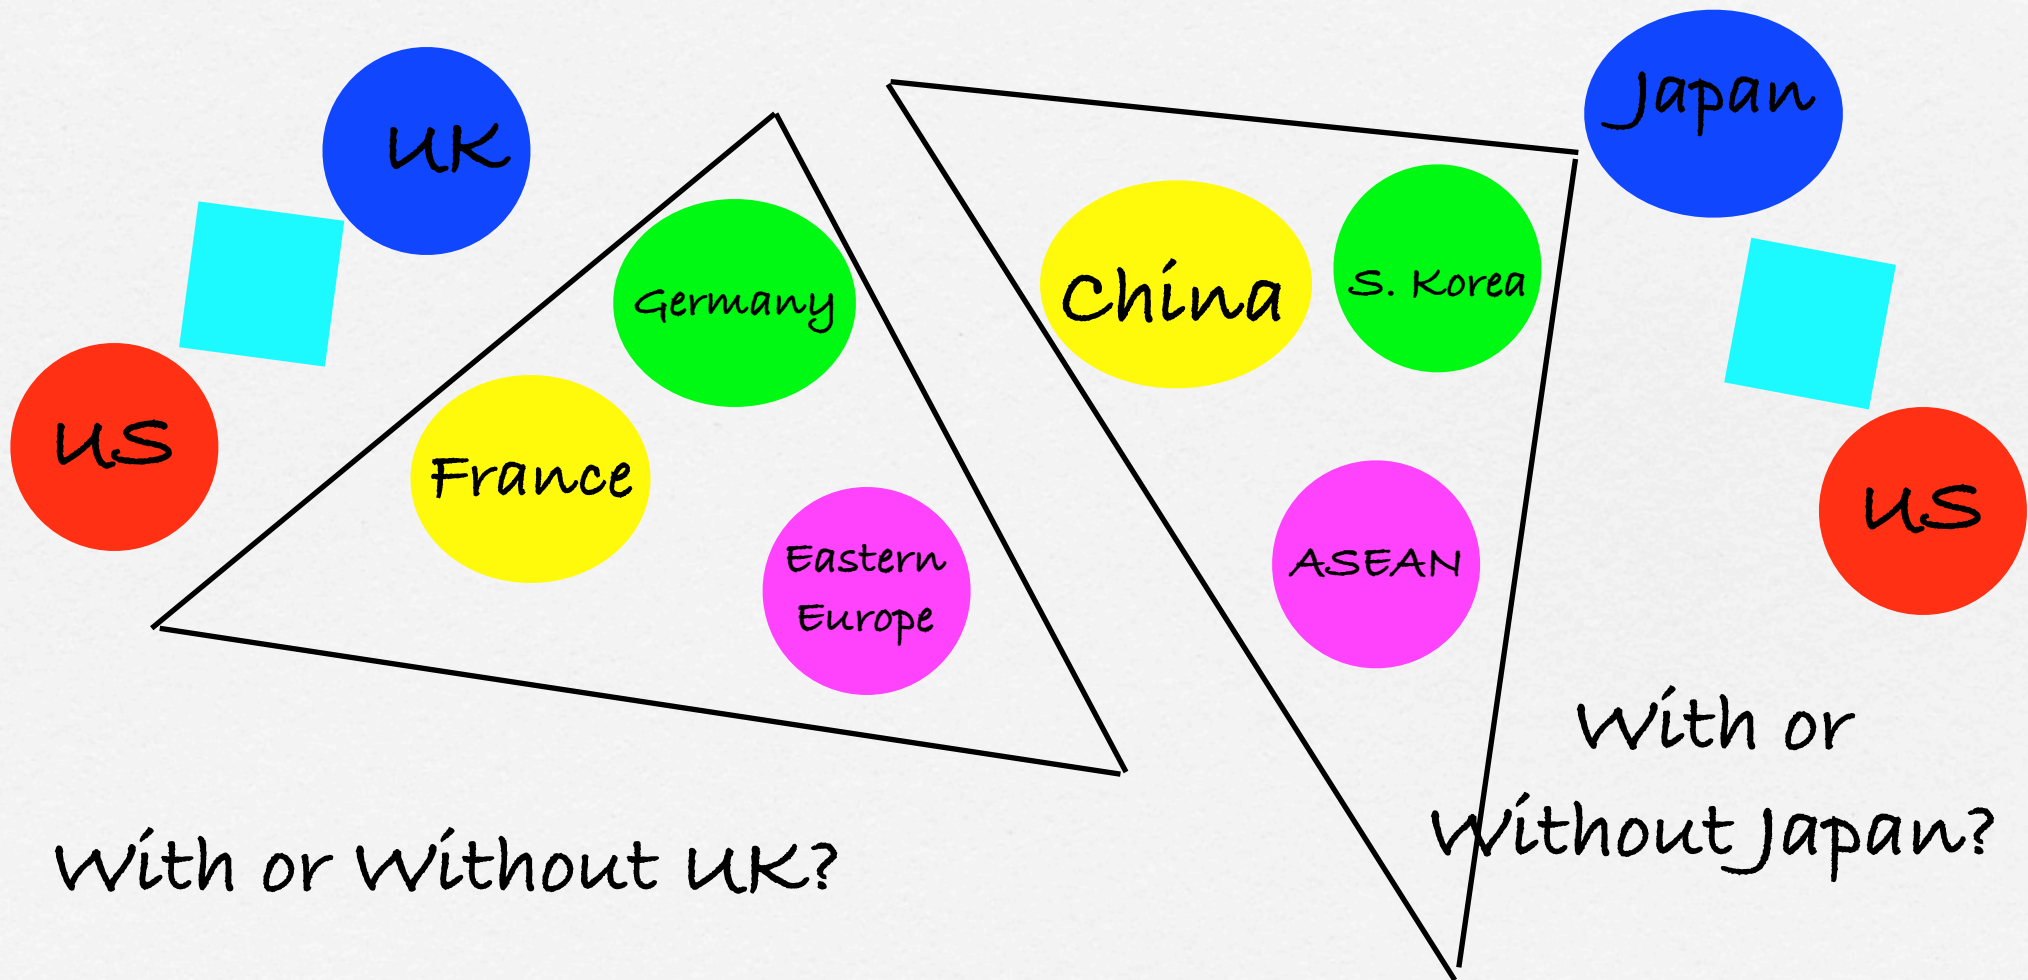 UK
US
Germany
France
Eastern
Europe
With or Without UK?
Japan
China
S. Korea
ASEAN
US
With or
Without Japan?